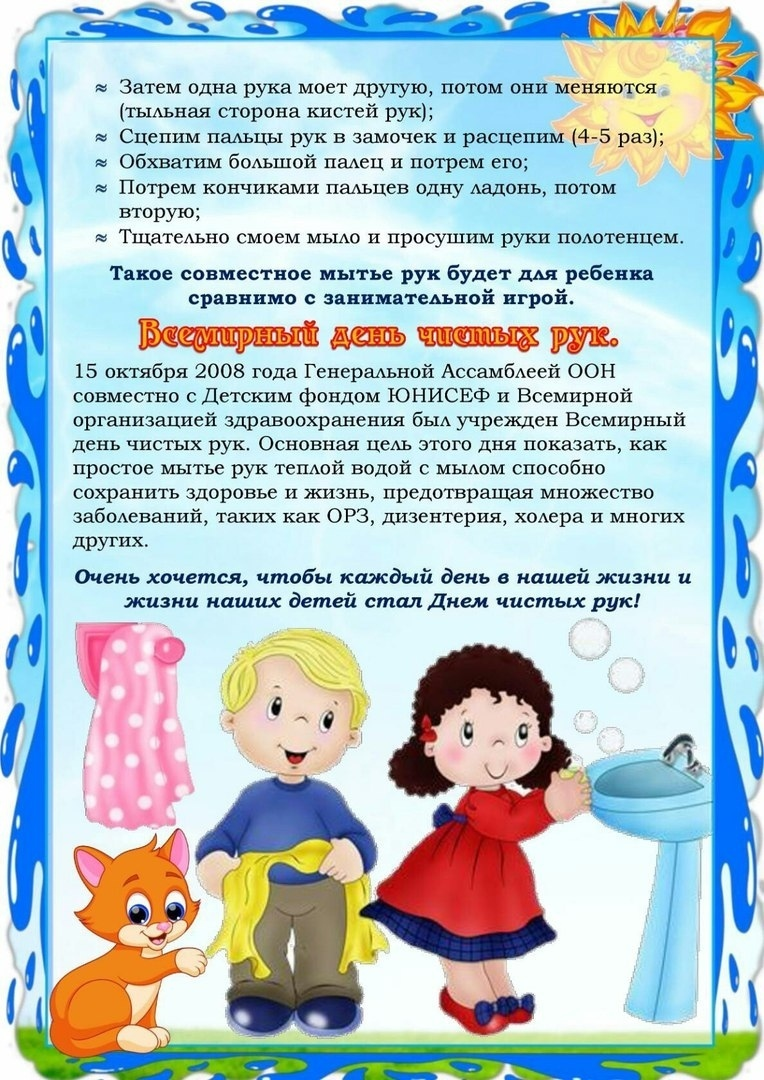 ≈ Затем одна рука моет другую, потом они меняются
(тыльная сторона кистей рук);
≈ Сцепим пальцы рук в замочек и расцепим (4-5 раз);
≈ Обхватим большой палец и потрем его;
≈ Потрем кончиками пальцев одну ладонь, потом
вторую;
≈ Тщательно смоем мыло и просушим руки полотенцем.
Такое совместное мытье рук будет для ребенка
сравнимо с занимательной игрой.
Всемирный день чистых рук.
15 октября 2008 года Генеральной Ассамблеей ООН
совместно с Детским фондом ЮНИСЕФ и Всемирной
организацией здравоохранения был учрежден Всемирный
день чистых рук. Основная цель этого дня показать, как
простое мытье рук теплой водой с мылом способно
сохранить здоровье и жизнь, предотвращая множество
заболеваний, таких как ОРЗ, дизентерия, холера и многих
других.
Очень хочется, чтобы каждый день в нашей жизни и
жизни наших детей стал Днем чистых рук!